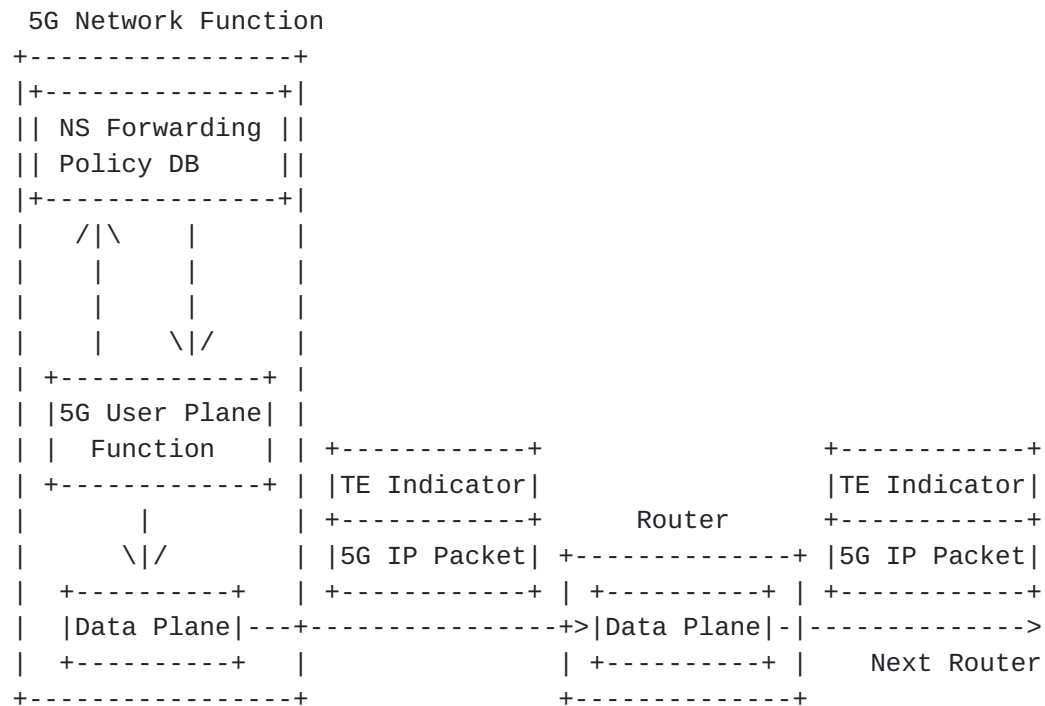 5G Network Function
NS Forwarding
Policy DB
5G User Plane
Function
TE Indicator
TE Indicator
Router
5G IP Packet
5G IP Packet
Data Plane
Data Plane
Next Router